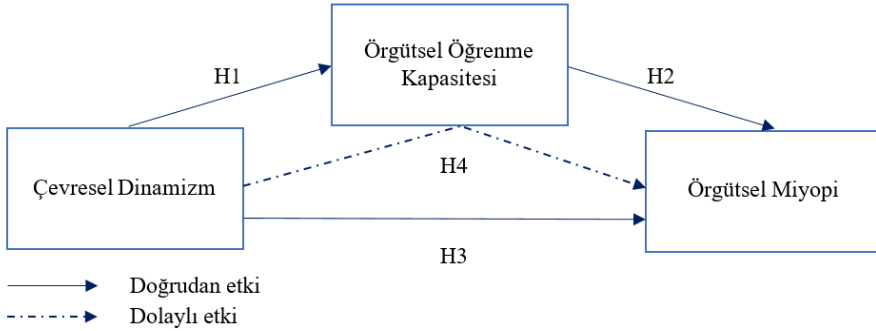 Örgütsel Öğrenme
Kapasitesi
H1
H2
Çevresel Dinamizm
H4
Örgütsel Miyopi
H3
Doğrudan etki
Dolaylı etki